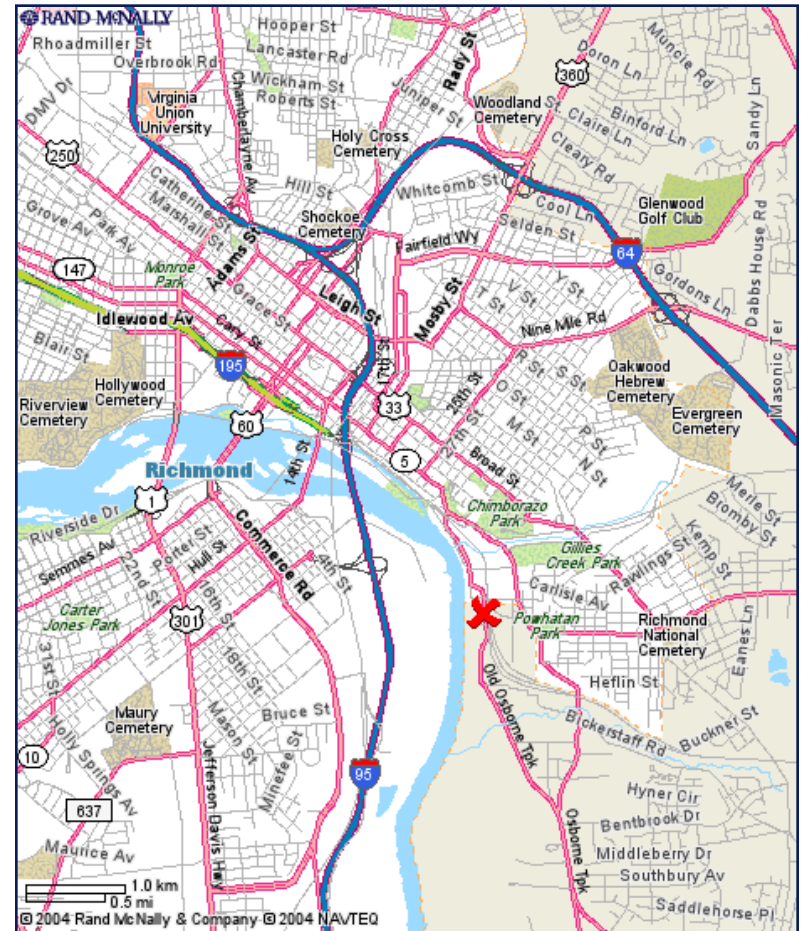 RAND MCNALLY
Hooper St
Rhoadmiller St
Lancaster Rd
Overbrook Rd
Wickham St
Roberts St
Rady St
Juniper St
360
Doron Ln
Muncie Rd
DMV Dr
Virginia
Union
University
Chamberlayne Av
Woodland St
Cemetery
Claire Ln
Binford Ln
Sandy Ln
Holy Cross
Cemetery
Cleary Rd
250
Catherine St
Marshall St
Hill St
Whitcomb St
Cool Ln
Glenwood
Golf Club
Grove Av
Park Av
Shockoe
Cemetery
Selden St
Adams St
Fairfield Wy
64
147
Monroe
Park
Grace St
Leigh St
Mosby St
T St
V St
Y St
Gordons Ln
Dabbs House Rd
Idlewood Av
Cary St
Nine Mile Rd
Blair St
17th St
R St
S St
195
Oakwood
Hebrew
Cemetery
Masonic Ter
Hollywood
Cemetery
Riverview
Cemetery
33
25th St
O St
Evergreen
Cemetery
60
27th St
M St
P St
N St
14th St
5
Broad St
Richmond
1
Chimborazo
Park
Merle St
Bromby St
Riverside Dr
Commerce Rd
Semmes Av
Porter St
Hull St
4th St
Gillies
Creek Park
Rawlings St
Kemp St
22nd St
16th St
Carlisle Av
Carter
Jones Park
301
Powhatan
Park
Richmond
National
Cemetery
Eanes Ln
31st St
18th St
Old Osborne Tpk
Heflin St
Maury
Cemetery
Mason St
Bruce St
Bickerstaff Rd
Buckner St
Holly Springs Av
10
Minefee St
95
Jefferson Davis Hwy
637
Hyner Cir
Bentbrook Dr
Osborne Tpk
Maurice Av
Middleberry Dr
Southbury Av
1.0 km
0.5 mi
Saddlehorse Pl
© 2004 Rand McNally & Company © 2004 NAVTEQ